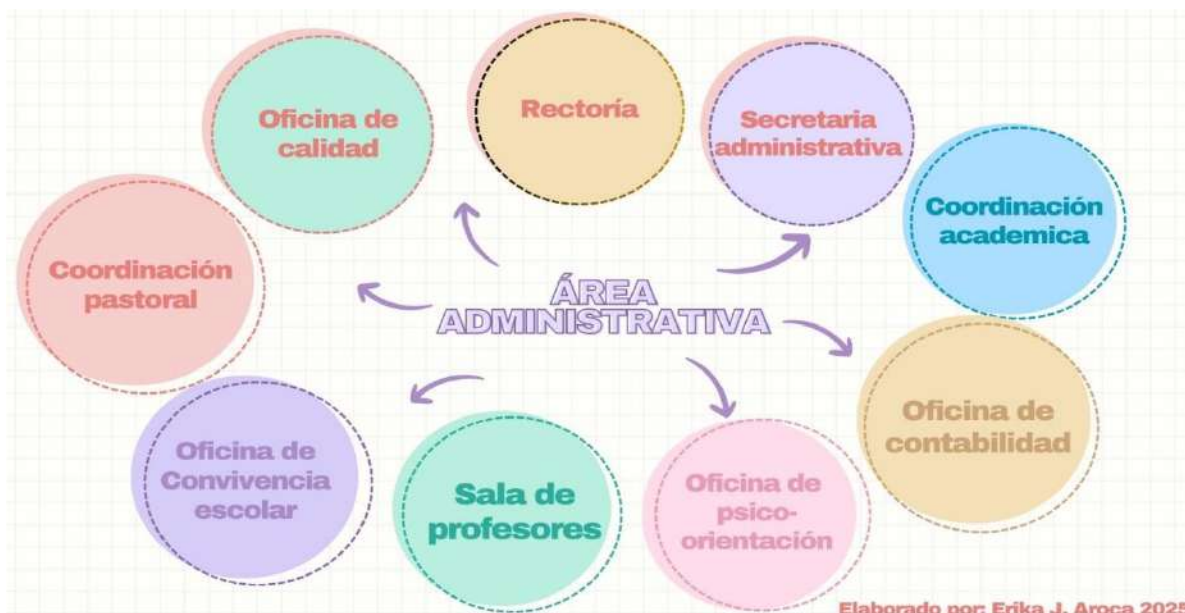 Rectoría
Oficina de
calidad
Secretaria
administrativa
Coordinación
academica
Coordinación
pastoral
ÁREA
ADMINISTRATIVA
Oficina de
contabilidad
Oficina de
Convivencia
escolar
Sala de
profesores
Oficina de
psico-
orientación
Elaborado por: Erika J. Aroca 2025